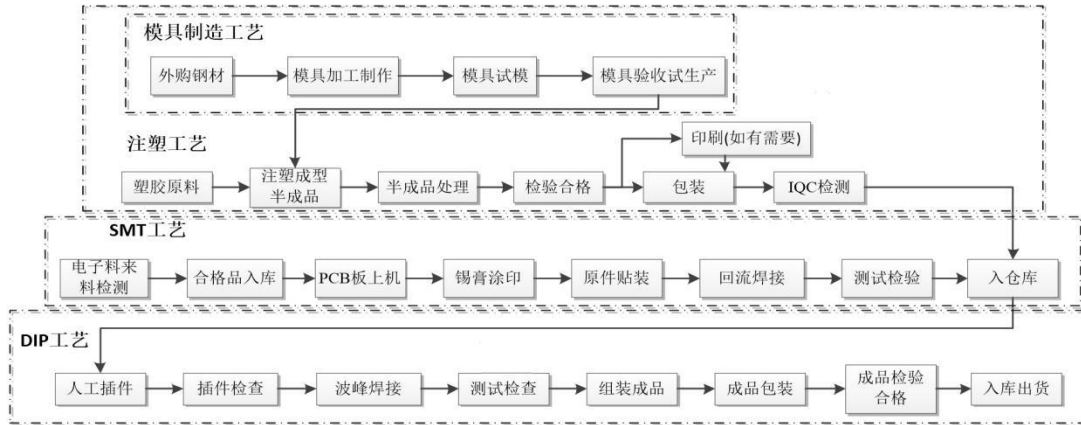 模具制造工艺
外购钢材
模具加工制作
模具试模
模具验收试生产
注塑工艺
印刷(如有需要)
塑胶原料
注塑成型
半成品
半成品处理
检验合格
包装
IQC检测
SMT工艺
电子料来
料检测
合格品入库
PCB板上机
锡膏涂印
原件贴装
回流焊接
测试检验
入仓库
DIP工艺
人工插件
插件检查
波峰焊接
测试检查
组装成品
成品包装
成品检验
合格
入库出货